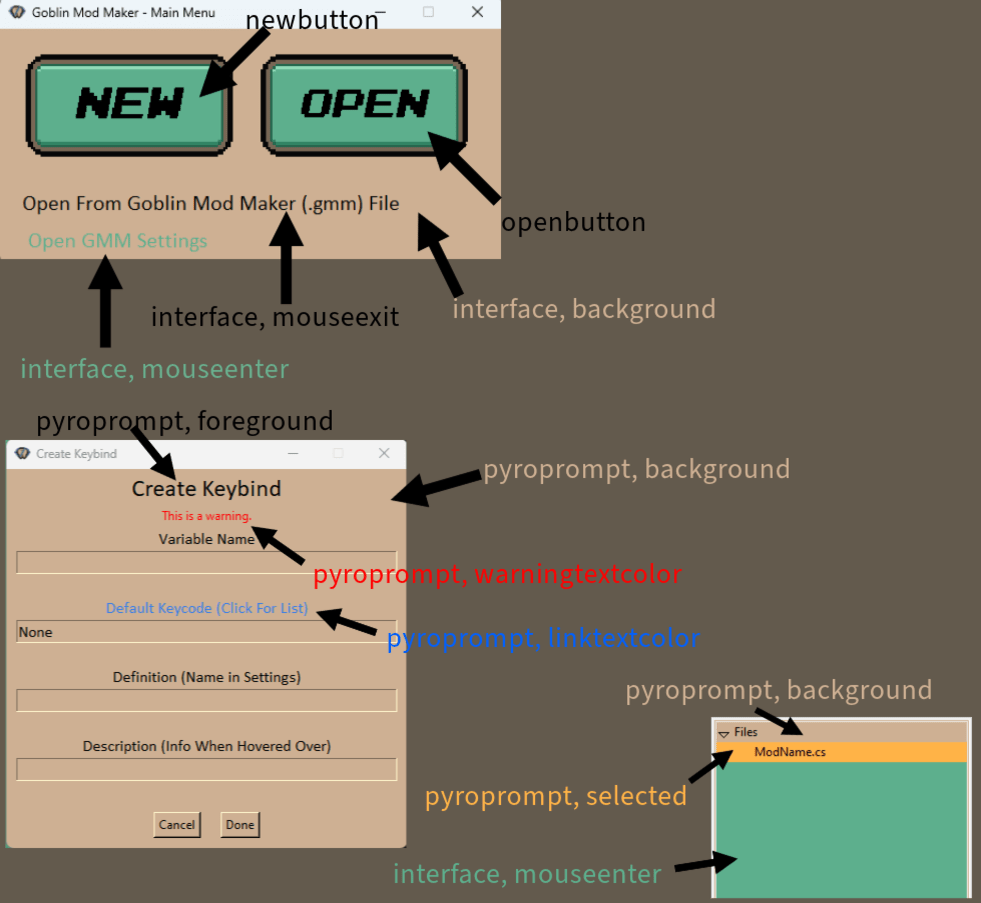 Goblin Mod Maker - Main Menu
newbutton
NEW
OPEN
Open From Goblin Mod Maker (.gmm) File
openbutton
Open GMM Settings
interface, mouseexit
interface, background
interface, mouseenter
pyroprompt, foreground
Create Keybind
pyroprompt, background
Create Keybind
This is a warning.
Variable Name
pyroprompt, warningtextcolor
Default Keycode (Click For List)
None
pyroprompt, linktextcolor
Definition (Name in Settings)
Description (Info When Hovered Over)
Cancel
Done
pyroprompt, background
Files
ModName.cs
pyroprompt, selected
interface, mouseenter